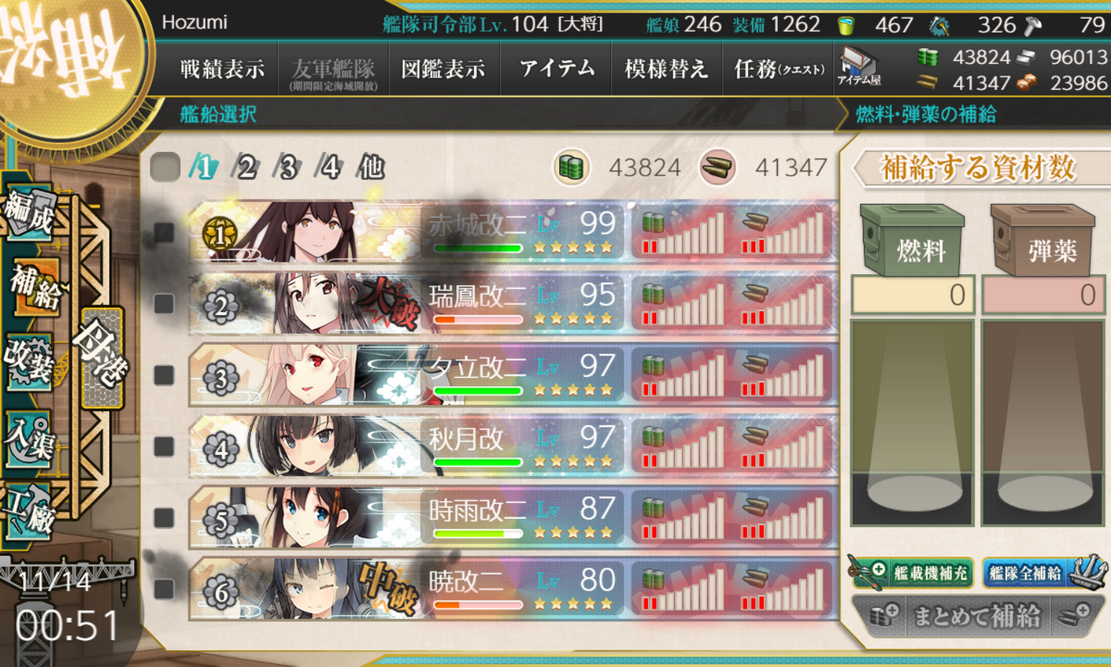 補給
Hozumi
艦隊司令部Lv. 104 [大将]
艦娘 246 装備 1262
467
326
79
戦績表示
友軍艦隊
(期間限定海域開放)
図鑑表示
アイテム
模様替え
任務(クエスト)
アイテム屋
43824
96013
41347
23986
艦船選択
燃料・弾薬の補給
1 2 3 4 他
43824
41347
補給する資材数
燃料
弾薬
0
0
1 赤城改二 Lv 99
2 大破 瑞鳳改二 Lv 95
3 夕立改二 Lv 97
4 秋月改 Lv 97
5 時雨改二 Lv 87
6 中破 暁改二 Lv 80
編成
補給
改装
入渠
工廠
母港
艦載機補充
艦隊全補給
まとめて補給
11/14
00:51